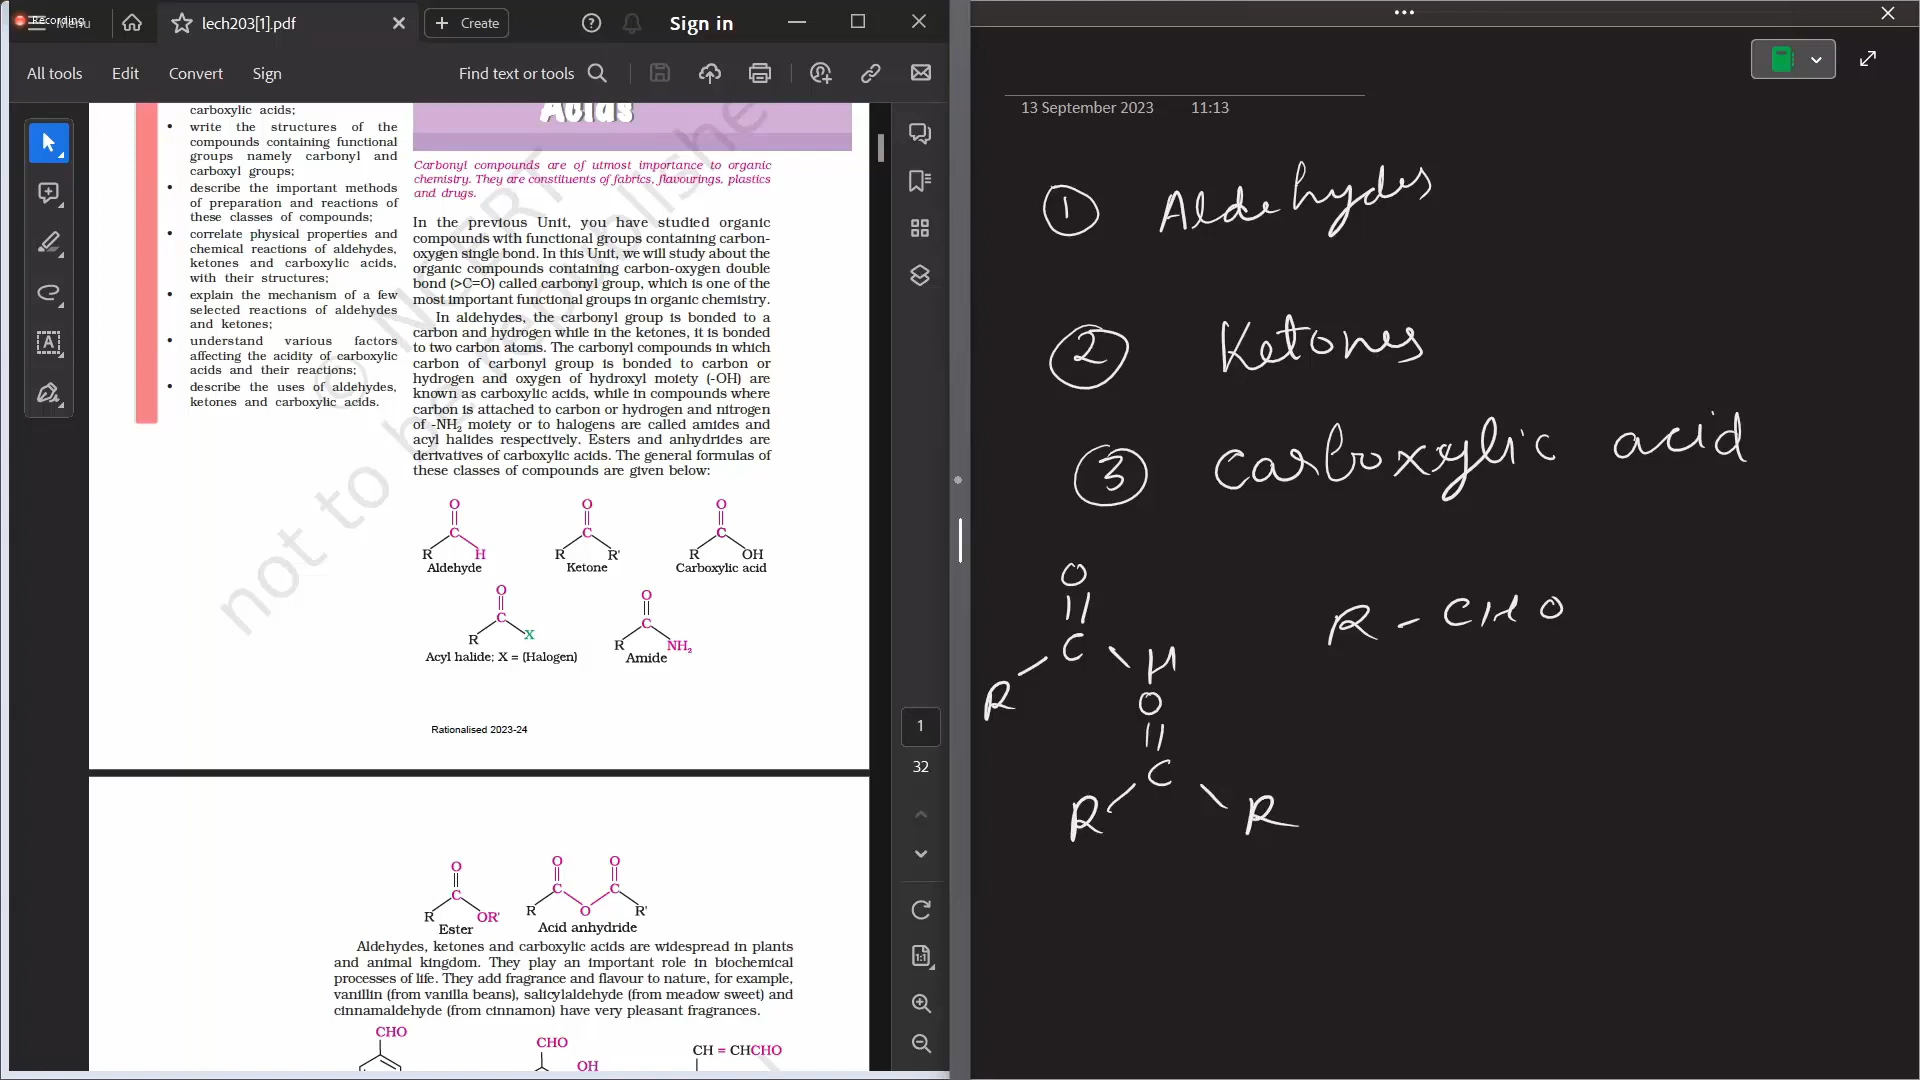 Recording
Menu
lech203[1].pdf
+ Create
Sign in
All tools Edit Convert Sign
Find text or tools
carboxylic acids;
• write the structures of the
compounds containing functional
groups namely carbonyl and
carboxyl groups;
• describe the important methods
of preparation and reactions of
these classes of compounds;
• correlate physical properties and
chemical reactions of aldehydes,
ketones and carboxylic acids,
with their structures;
• explain the mechanism of a few
selected reactions of aldehydes
and ketones;
• understand various factors
affecting the acidity of carboxylic
acids and their reactions;
• describe the uses of aldehydes,
ketones and carboxylic acids.
Acids
Carbonyl compounds are of utmost importance to organic
chemistry. They are constituents of fabrics, flavourings, plastics
and drugs.
In the previous Unit, you have studied organic
compounds with functional groups containing carbon-
oxygen single bond. In this Unit, we will study about the
organic compounds containing carbon-oxygen double
bond (>C=O) called carbonyl group, which is one of the
most important functional groups in organic chemistry.
In aldehydes, the carbonyl group is bonded to a
carbon and hydrogen while in the ketones, it is bonded
to two carbon atoms. The carbonyl compounds in which
carbon of carbonyl group is bonded to carbon or
hydrogen and oxygen of hydroxyl moiety (-OH) are
known as carboxylic acids, while in compounds where
carbon is attached to carbon or hydrogen and nitrogen
of -NH₂ moiety or to halogens are called amides and
acyl halides respectively. Esters and anhydrides are
derivatives of carboxylic acids. The general formulas of
these classes of compounds are given below:
O O O
C C C
R H R R' R OH
Aldehyde Ketone Carboxylic acid
O O
C C
R X R NH₂
Acyl halide; X = (Halogen) Amide
Rationalised 2023-24
© NCERT
not to be republishe
O O O
C C C
R OR' R O R'
Ester Acid anhydride
Aldehydes, ketones and carboxylic acids are widespread in plants
and animal kingdom. They play an important role in biochemical
processes of life. They add fragrance and flavour to nature, for example,
vanillin (from vanilla beans), salicylaldehyde (from meadow sweet) and
cinnamaldehyde (from cinnamon) have very pleasant fragrances.
CHO CHO CH = CHCHO
OH
1
32
1:1
13 September 2023 11:13
1 Aldehydes
2 Ketones
3 Carboxylic acid
O
C
R H
R - CHO
O
C
R R